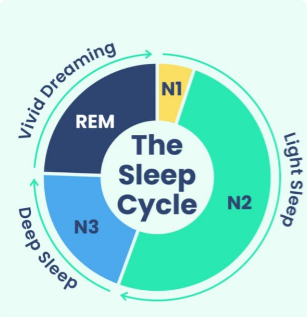 The
Sleep
Cycle
N1
N2
N3
REM
Light Sleep
Deep Sleep
Vivid Dreaming